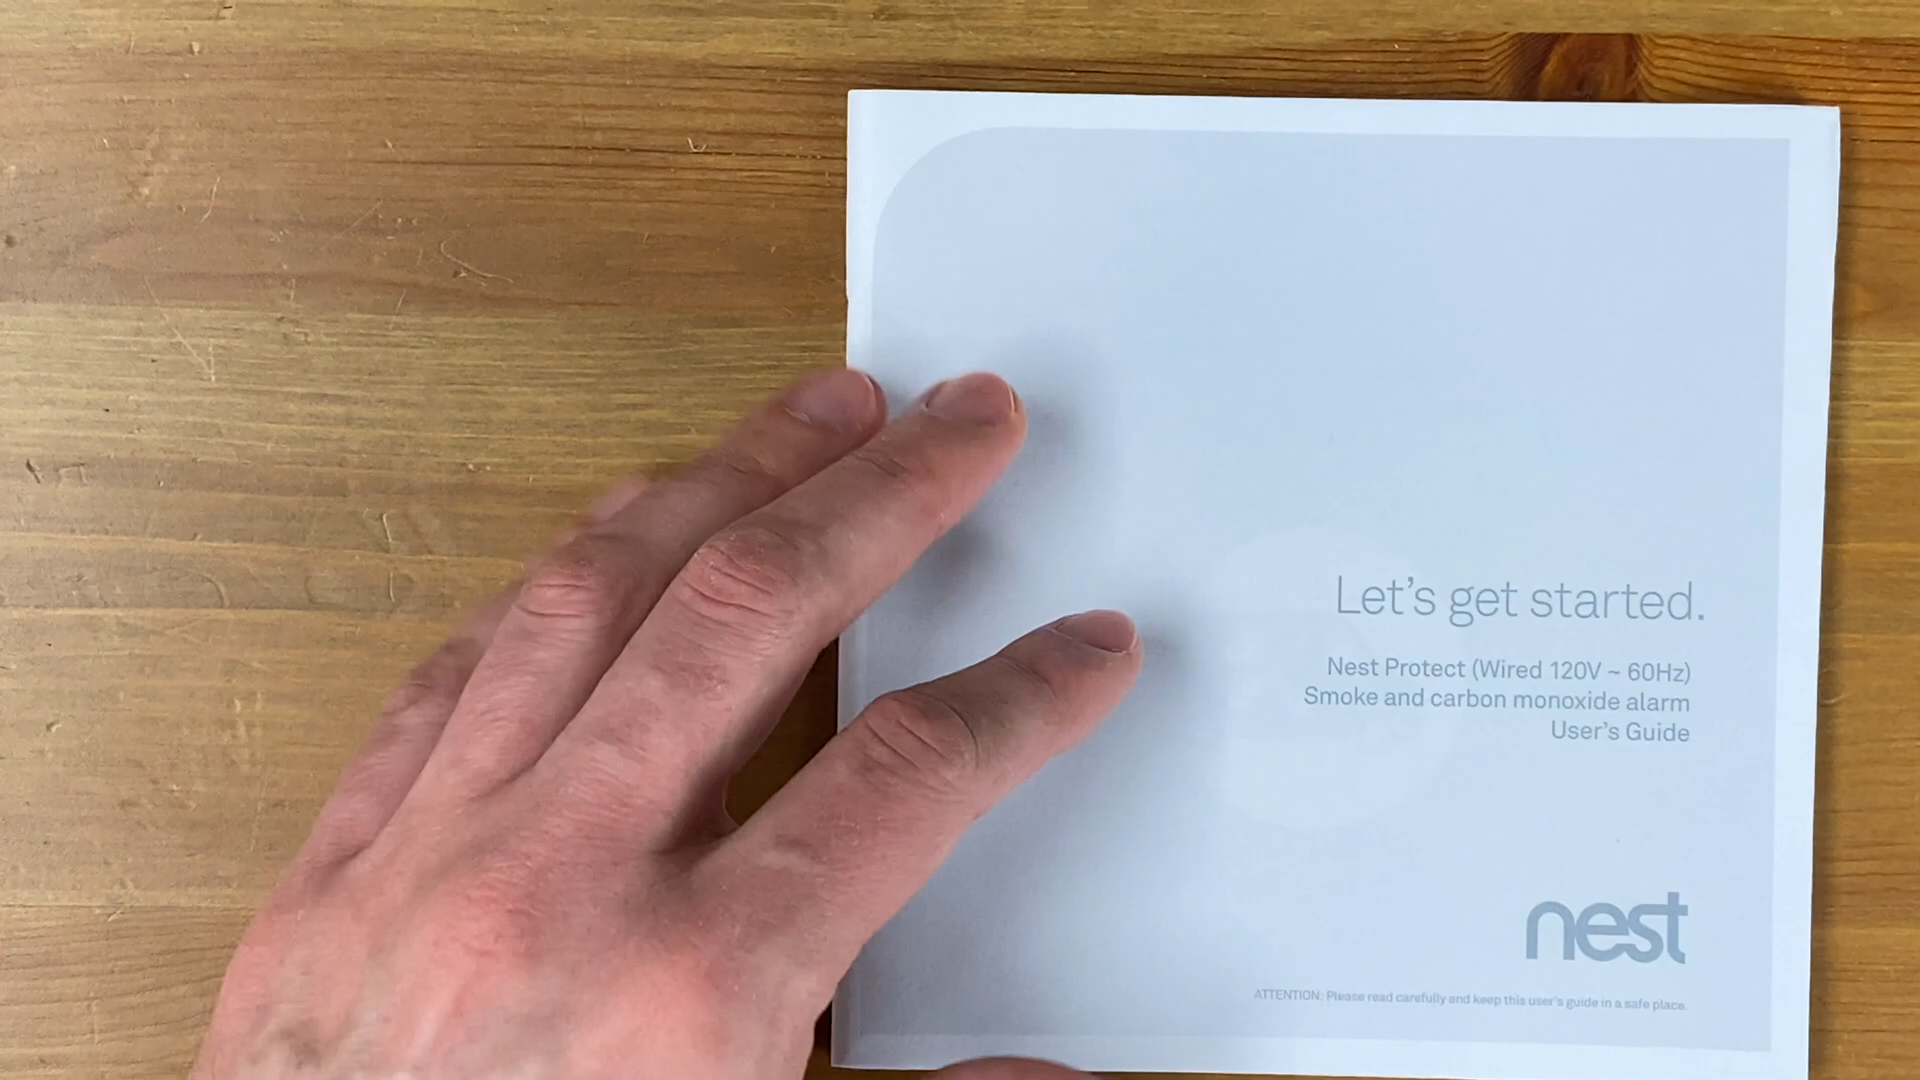 Let's get started.
Nest Protect (Wired 120V ~ 60Hz)
Smoke and carbon monoxide alarm
User's Guide
nest
ATTENTION: Please read carefully and keep this user's guide in a safe place.